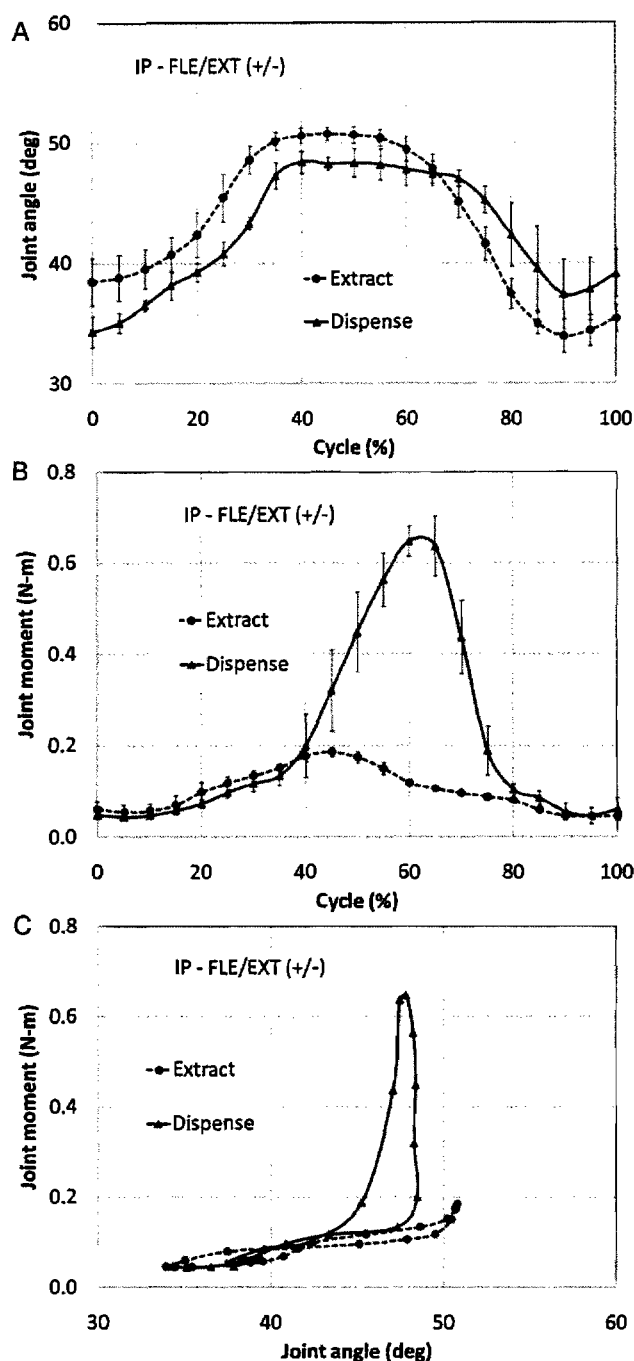 A
60
IP - FLE/EXT (+/-)
50
Joint angle (deg)
40
Extract
Dispense
30
0 20 40 60 80 100
Cycle (%)
B
0.8
IP - FLE/EXT (+/-)
0.6
Joint moment (N-m)
Extract
Dispense
0.4
0.2
0.0
0 20 40 60 80 100
Cycle (%)
C
0.8
IP - FLE/EXT (+/-)
0.6
Joint moment (N-m)
Extract
0.4
Dispense
0.2
0.0
30 40 50 60
Joint angle (deg)